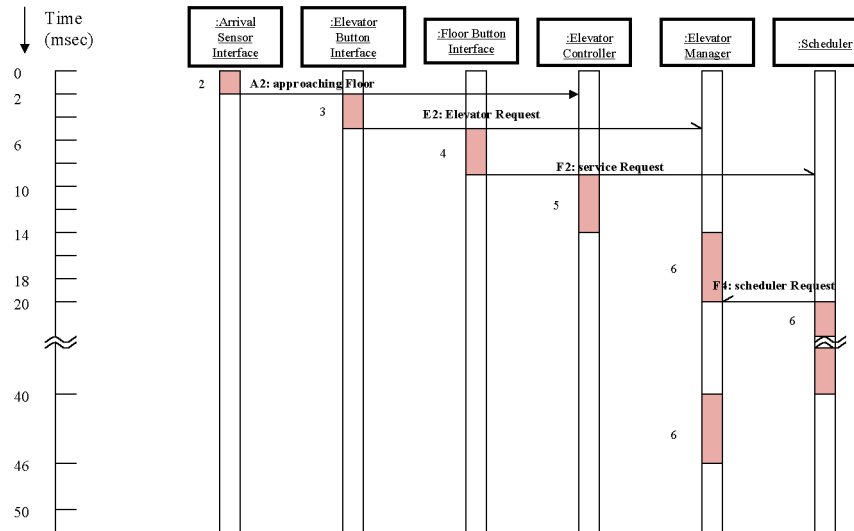 Time
(msec)
:Arrival
Sensor
Interface
:Elevator
Button
Interface
:Floor Button
Interface
:Elevator
Controller
:Elevator
Manager
:Scheduler
0
2
A2: approaching Floor
2
3
E2: Elevator Request
6
4
F2: service Request
10
5
14
6
18
F4: scheduler Request
20
6
40
6
46
50